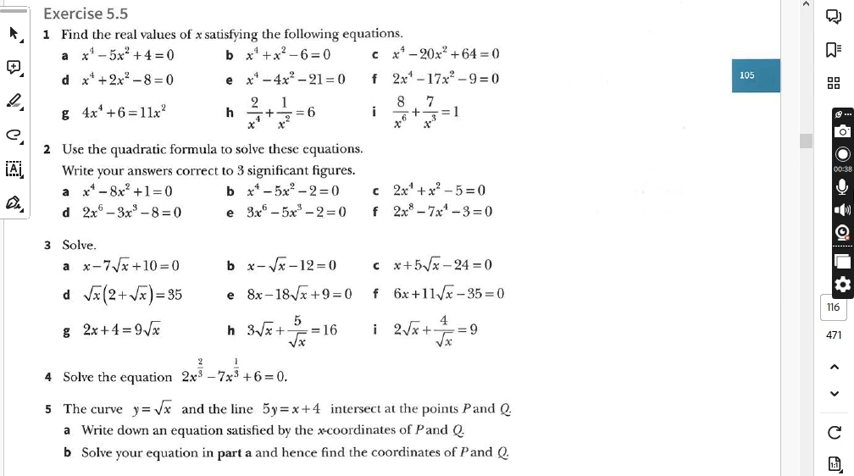 Exercise 5.5
1 Find the real values of x satisfying the following equations.
a x⁴ − 5x² + 4 = 0 b x⁴ + x² − 6 = 0 c x⁴ − 20x² + 64 = 0
d x⁴ + 2x² − 8 = 0 e x⁴ − 4x² − 21 = 0 f 2x⁴ − 17x² − 9 = 0
g 4x⁴ + 6 = 11x² h 2/x⁴ + 1/x² = 6 i 8/x⁶ + 7/x³ = 1
105
2 Use the quadratic formula to solve these equations.
Write your answers correct to 3 significant figures.
a x⁴ − 8x² + 1 = 0 b x⁴ − 5x² − 2 = 0 c 2x⁴ + x² − 5 = 0
d 2x⁶ − 3x³ − 8 = 0 e 3x⁶ − 5x³ − 2 = 0 f 2x⁸ − 7x⁴ − 3 = 0
3 Solve.
a x − 7√x + 10 = 0 b x − √x − 12 = 0 c x + 5√x − 24 = 0
d √x(2 + √x) = 35 e 8x − 18√x + 9 = 0 f 6x + 11√x − 35 = 0
g 2x + 4 = 9√x h 3√x + 5/√x = 16 i 2√x + 4/√x = 9
4 Solve the equation 2x^(2/3) − 7x^(1/3) + 6 = 0.
5 The curve y = √x and the line 5y = x + 4 intersect at the points P and Q.
a Write down an equation satisfied by the x-coordinates of P and Q.
b Solve your equation in part a and hence find the coordinates of P and Q.
00:38
116
471
1:1